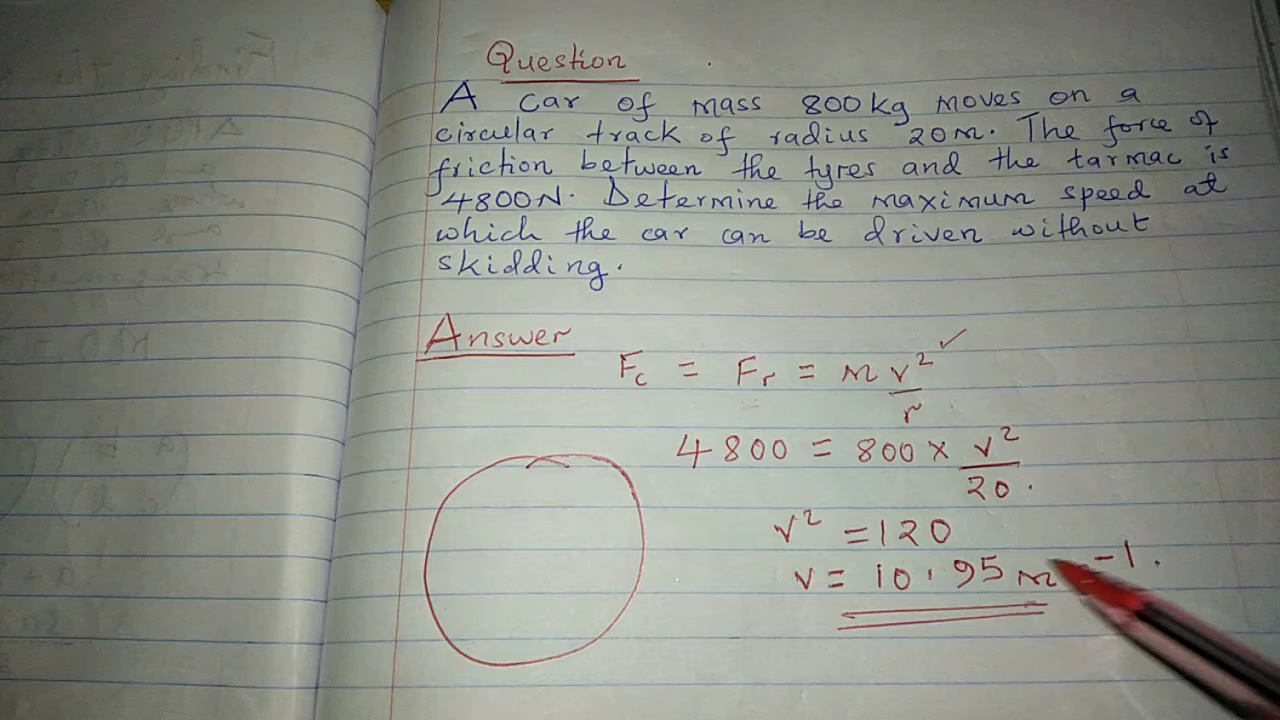 Question
A car of mass 800kg moves on a
circular track of radius 20m. The force of
friction between the tyres and the tarmac is
4800N. Determine the maximum speed at
which the car can be driven without
skidding.
Answer
Fc = Fr = m v²/r
4800 = 800 × v²/20.
v² = 120
v = 10.95 m -1.